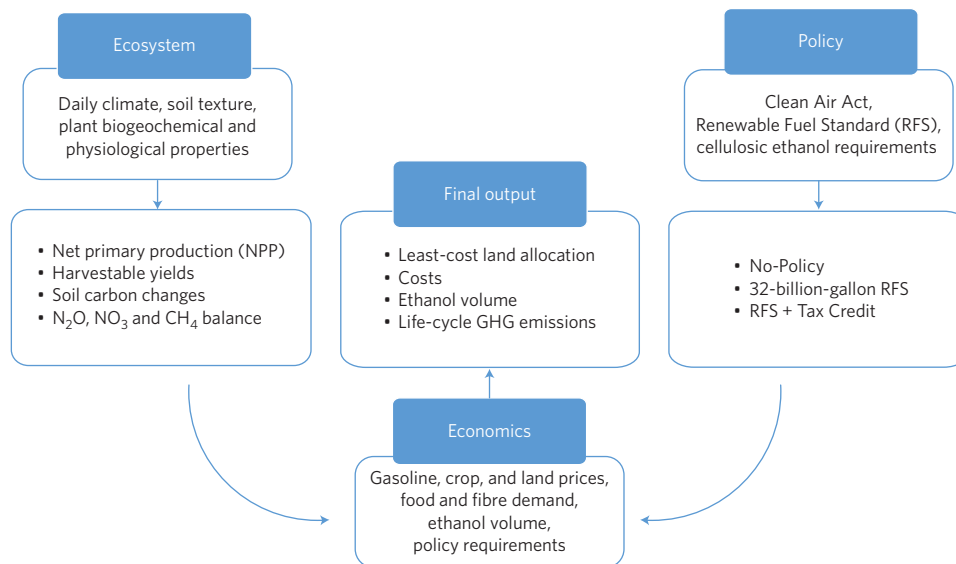 Ecosystem
Daily climate, soil texture,
plant biogeochemical and
physiological properties
• Net primary production (NPP)
• Harvestable yields
• Soil carbon changes
• N₂O, NO₃ and CH₄ balance
Final output
• Least-cost land allocation
• Costs
• Ethanol volume
• Life-cycle GHG emissions
Policy
Clean Air Act,
Renewable Fuel Standard (RFS),
cellulosic ethanol requirements
• No-Policy
• 32-billion-gallon RFS
• RFS + Tax Credit
Economics
Gasoline, crop, and land prices,
food and fibre demand,
ethanol volume,
policy requirements